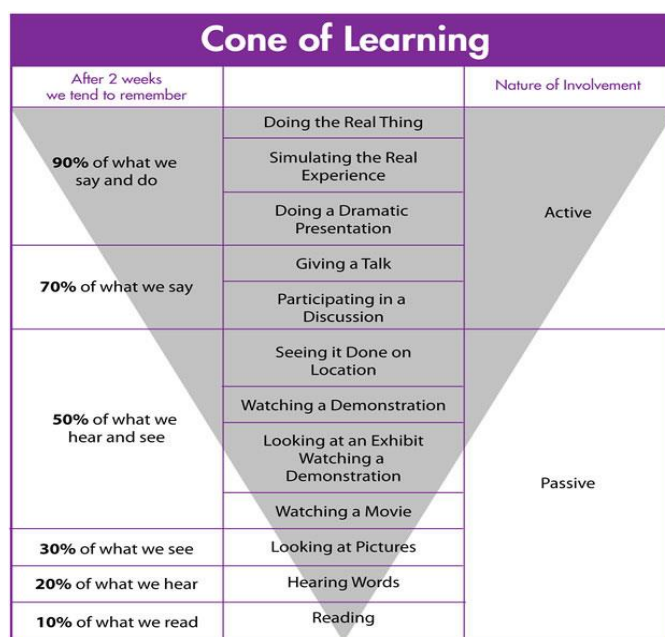 Cone of Learning
After 2 weeks
we tend to remember
Nature of Involvement
90% of what we
say and do
Doing the Real Thing
Simulating the Real
Experience
Doing a Dramatic
Presentation
Active
70% of what we say
Giving a Talk
Participating in a
Discussion
50% of what we
hear and see
Seeing it Done on
Location
Watching a Demonstration
Looking at an Exhibit
Watching a
Demonstration
Watching a Movie
Passive
30% of what we see
Looking at Pictures
20% of what we hear
Hearing Words
10% of what we read
Reading